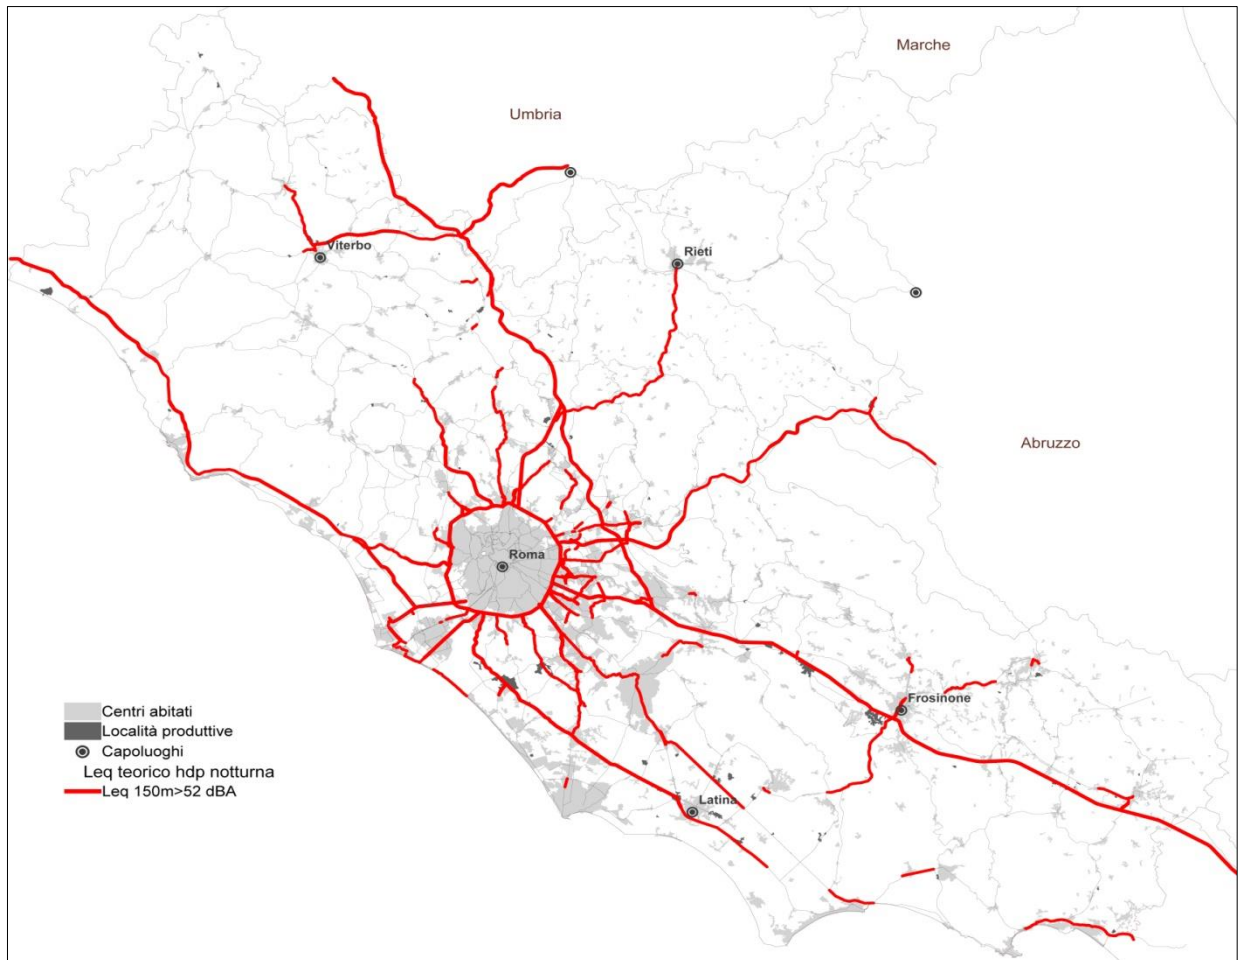 Marche
Umbria
Viterbo
Rieti
Abruzzo
Roma
Frosinone
Latina
Centri abitati
Località produttive
Capoluoghi
Leq teorico hdp notturna
Leq 150m>52 dBA